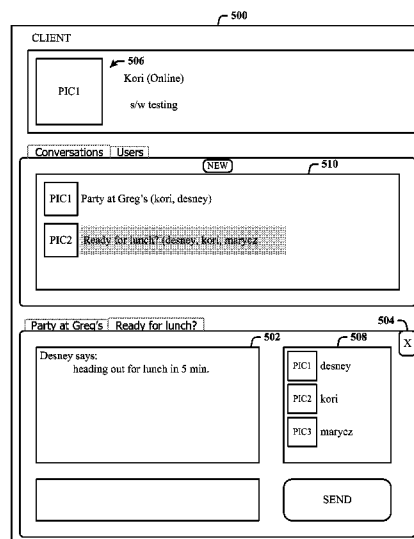 500
CLIENT
506
PIC1
Kori (Online)
s/w testing
Conversations Users
NEW
510
PIC1 Party at Greg's (kori, desney)
PIC2 Ready for lunch? (desney, kori, marycz
504
Party at Greg's Ready for lunch?
X
502
508
Desney says:
heading out for lunch in 5 min.
PIC1 desney
PIC2 kori
PIC3 marycz
SEND